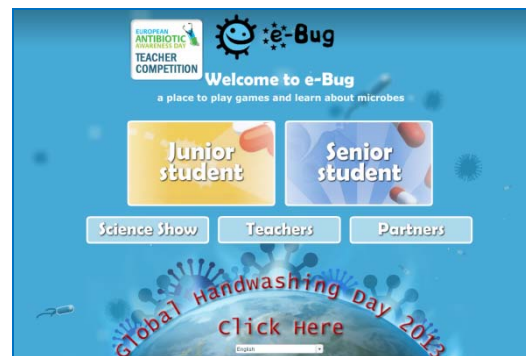 EUROPEAN
ANTIBIOTIC
AWARENESS DAY
TEACHER
COMPETITION
e-Bug
Welcome to e-Bug
a place to play games and learn about microbes
Junior
student
Senior
student
Science Show
Teachers
Partners
Global Handwashing Day 2013
Click Here
English